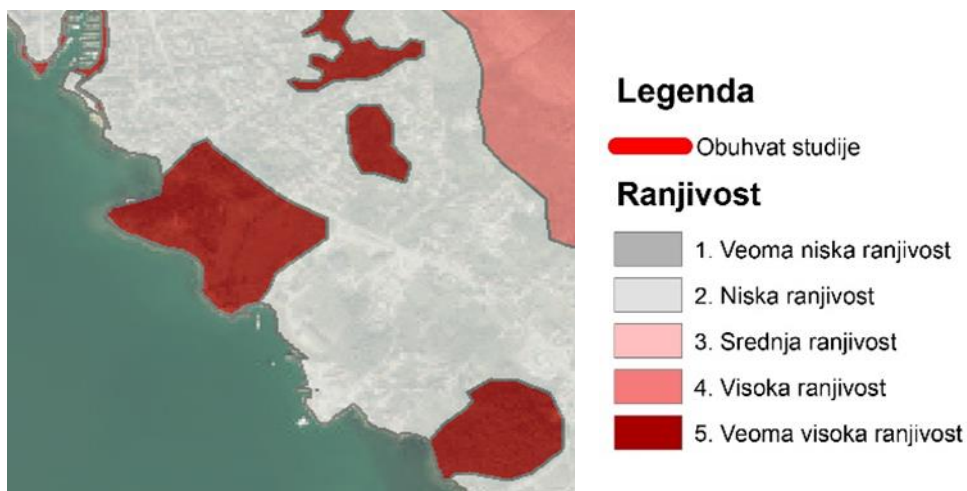 Legenda
Obuhvat studije
Ranjivost
1. Veoma niska ranjivost
2. Niska ranjivost
3. Srednja ranjivost
4. Visoka ranjivost
5. Veoma visoka ranjivost